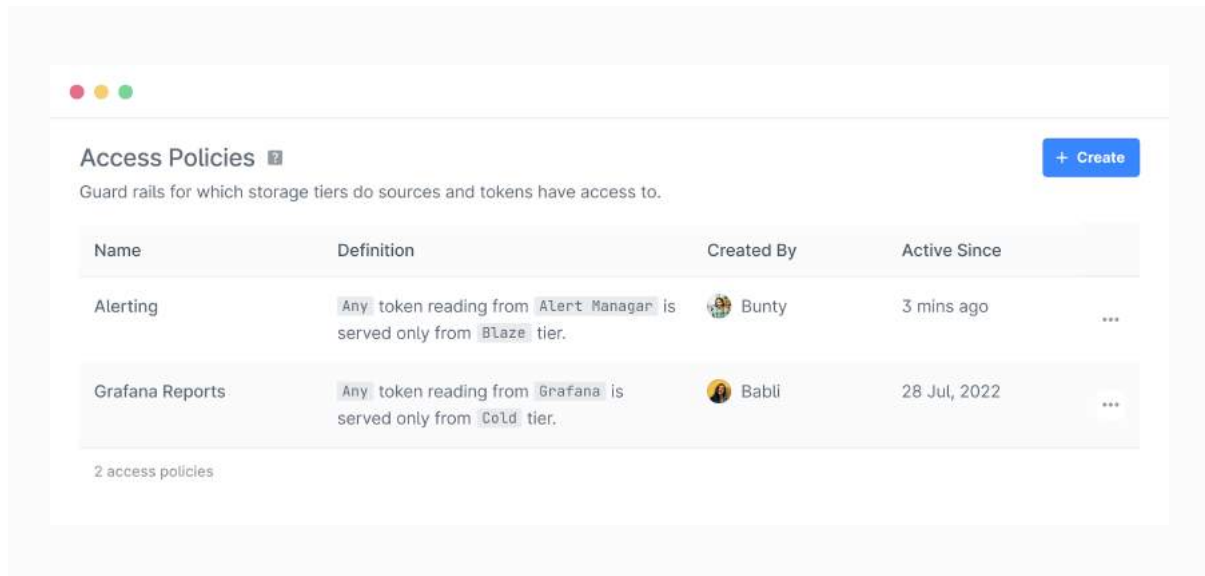 Access Policies ?
+ Create
Guard rails for which storage tiers do sources and tokens have access to.
Name Definition Created By Active Since
Alerting Any token reading from Alert Managar is Bunty 3 mins ago ...
served only from Blaze tier.
Grafana Reports Any token reading from Grafana is Babli 28 Jul, 2022 ...
served only from Cold tier.
2 access policies